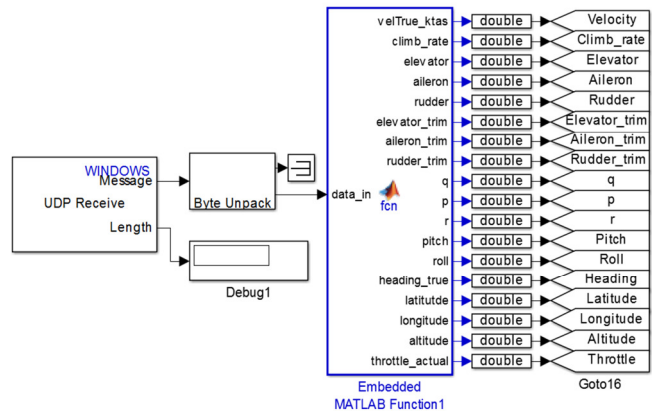 velTrue_ktas double Velocity
climb_rate double Climb_rate
elevator double Elevator
aileron double Aileron
rudder double Rudder
elevator_trim double Elevator_trim
aileron_trim double Aileron_trim
rudder_trim double Rudder_trim
q double q
p double p
r double r
pitch double Pitch
roll double Roll
heading_true double Heading
latitutde double Latitude
longitude double Longitude
altitude double Altitude
throttle_actual double Throttle
WINDOWS
Message
UDP Receive
Length
Byte Unpack
data_in
fcn
Debug1
Embedded
MATLAB Function1
Goto16